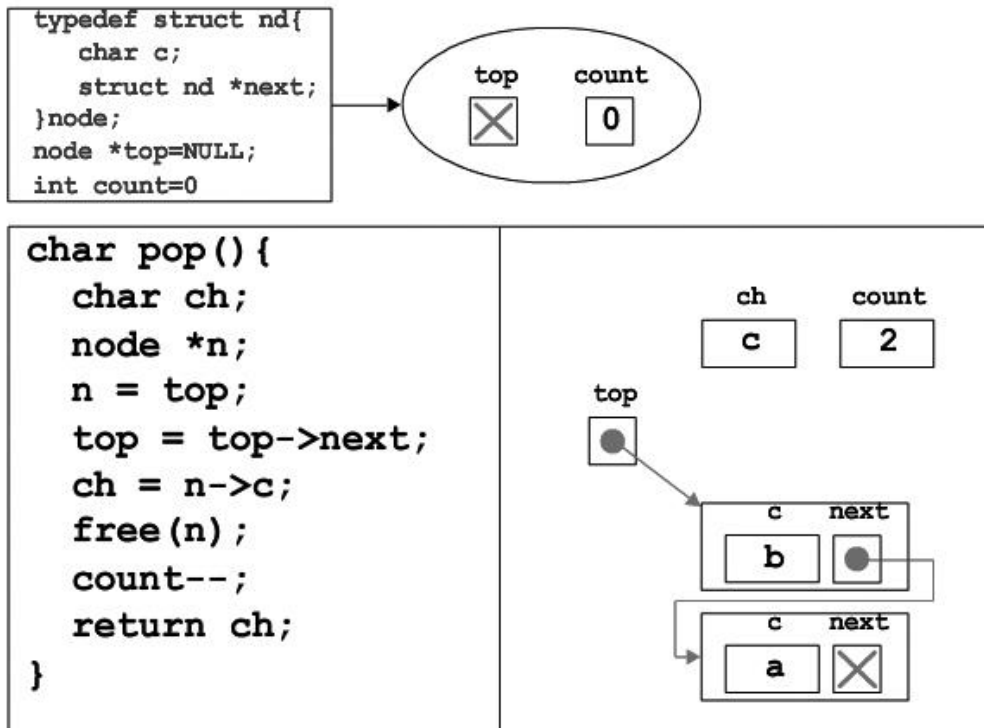 typedef struct nd{
char c;
struct nd *next;
}node;
node *top=NULL;
int count=0
top count
0
char pop(){
char ch;
node *n;
n = top;
top = top->next;
ch = n->c;
free(n);
count--;
return ch;
}
ch count
c 2
top
c next
b
c next
a